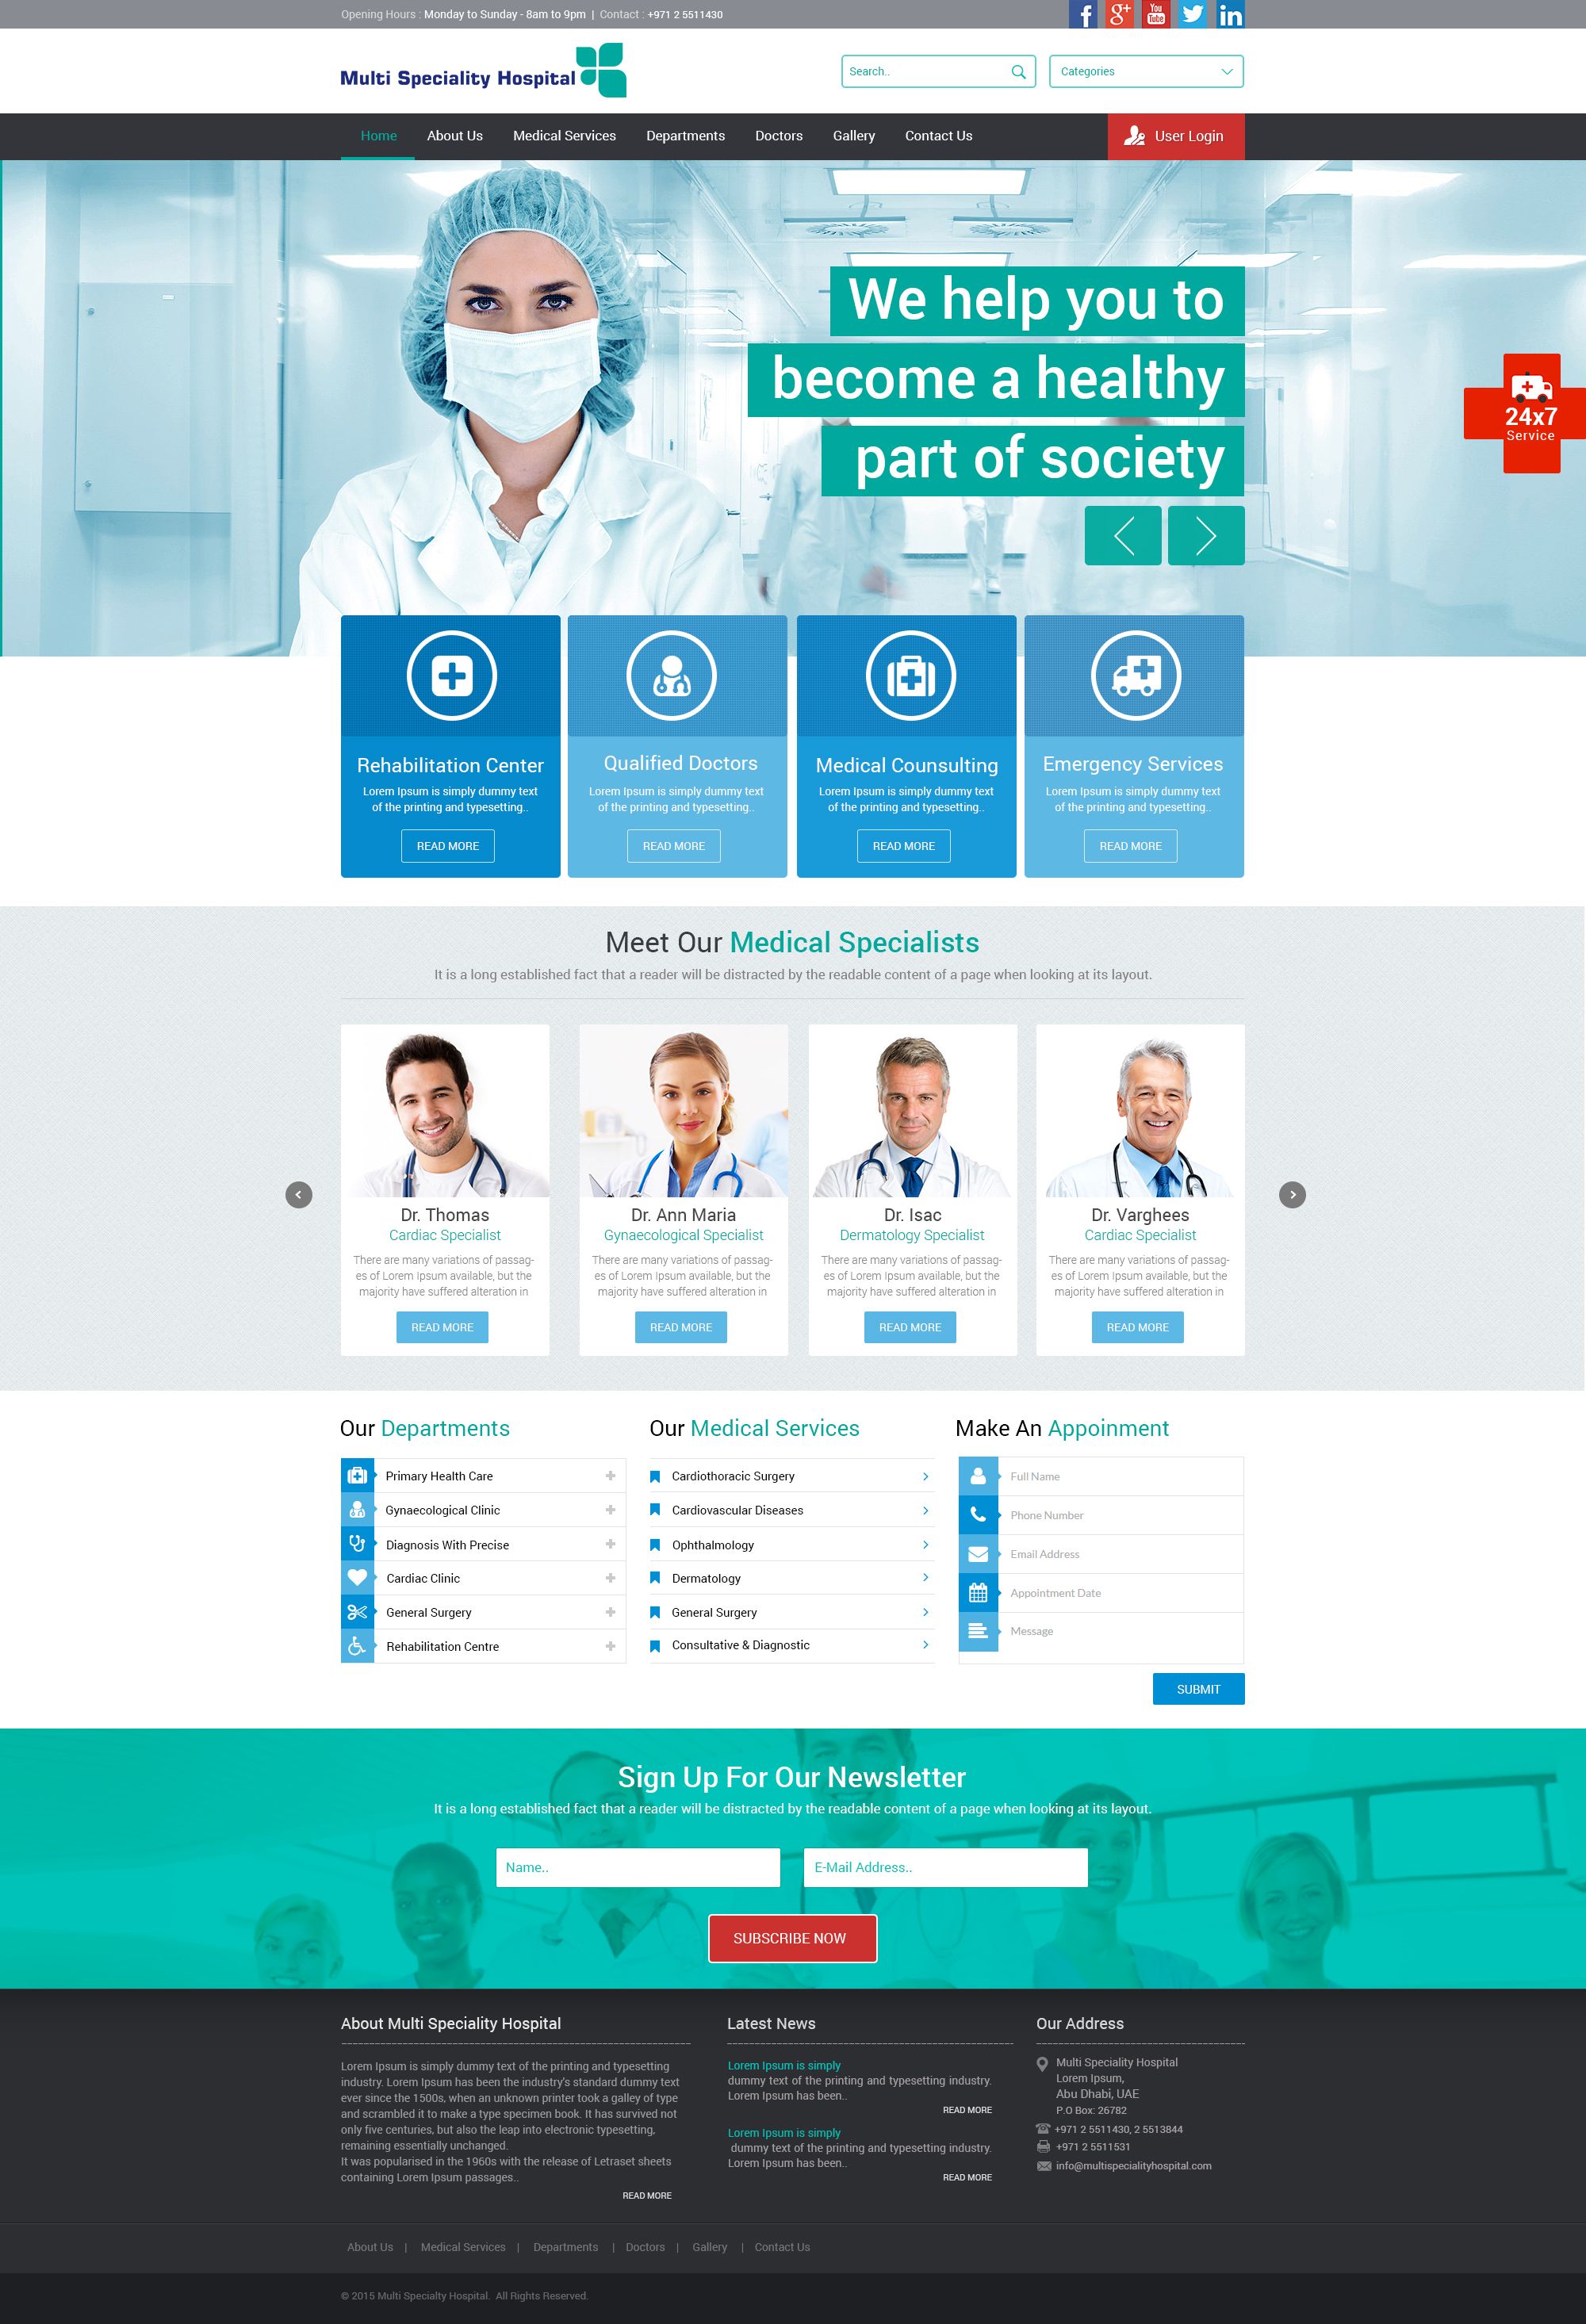 Opening Hours : Monday to Sunday - 8am to 9pm | Contact : +971 2 5511430
f g+ You Tube in
Multi Speciality Hospital
Search..
Categories
Home About Us Medical Services Departments Doctors Gallery Contact Us
User Login
We help you to
become a healthy
part of society
24x7
Service
Rehabilitation Center
Lorem Ipsum is simply dummy text
of the printing and typesetting..
READ MORE
Qualified Doctors
Lorem Ipsum is simply dummy text
of the printing and typesetting..
READ MORE
Medical Counsulting
Lorem Ipsum is simply dummy text
of the printing and typesetting..
READ MORE
Emergency Services
Lorem Ipsum is simply dummy text
of the printing and typesetting..
READ MORE
Meet Our Medical Specialists
It is a long established fact that a reader will be distracted by the readable content of a page when looking at its layout.
Dr. Thomas
Cardiac Specialist
There are many variations of passag-
es of Lorem Ipsum available, but the
majority have suffered alteration in
READ MORE
Dr. Ann Maria
Gynaecological Specialist
There are many variations of passag-
es of Lorem Ipsum available, but the
majority have suffered alteration in
READ MORE
Dr. Isac
Dermatology Specialist
There are many variations of passag-
es of Lorem Ipsum available, but the
majority have suffered alteration in
READ MORE
Dr. Varghees
Cardiac Specialist
There are many variations of passag-
es of Lorem Ipsum available, but the
majority have suffered alteration in
READ MORE
Our Departments
Primary Health Care
Gynaecological Clinic
Diagnosis With Precise
Cardiac Clinic
General Surgery
Rehabilitation Centre
Our Medical Services
Cardiothoracic Surgery
Cardiovascular Diseases
Ophthalmology
Dermatology
General Surgery
Consultative & Diagnostic
Make An Appoinment
Full Name
Phone Number
Email Address
Appointment Date
Message
SUBMIT
Sign Up For Our Newsletter
It is a long established fact that a reader will be distracted by the readable content of a page when looking at its layout.
Name..
E-Mail Address..
SUBSCRIBE NOW
About Multi Speciality Hospital
Lorem Ipsum is simply dummy text of the printing and typesetting
industry. Lorem Ipsum has been the industry's standard dummy text
ever since the 1500s, when an unknown printer took a galley of type
and scrambled it to make a type specimen book. It has survived not
only five centuries, but also the leap into electronic typesetting,
remaining essentially unchanged.
It was popularised in the 1960s with the release of Letraset sheets
containing Lorem Ipsum passages..
READ MORE
Latest News
Lorem Ipsum is simply
dummy text of the printing and typesetting industry.
Lorem Ipsum has been..
READ MORE
Lorem Ipsum is simply
dummy text of the printing and typesetting industry.
Lorem Ipsum has been..
READ MORE
Our Address
Multi Speciality Hospital
Lorem Ipsum,
Abu Dhabi, UAE
P.O Box: 26782
+971 2 5511430, 2 5513844
+971 2 5511531
info@multispecialityhospital.com
About Us | Medical Services | Departments | Doctors | Gallery | Contact Us
© 2015 Multi Specialty Hospital. All Rights Reserved.